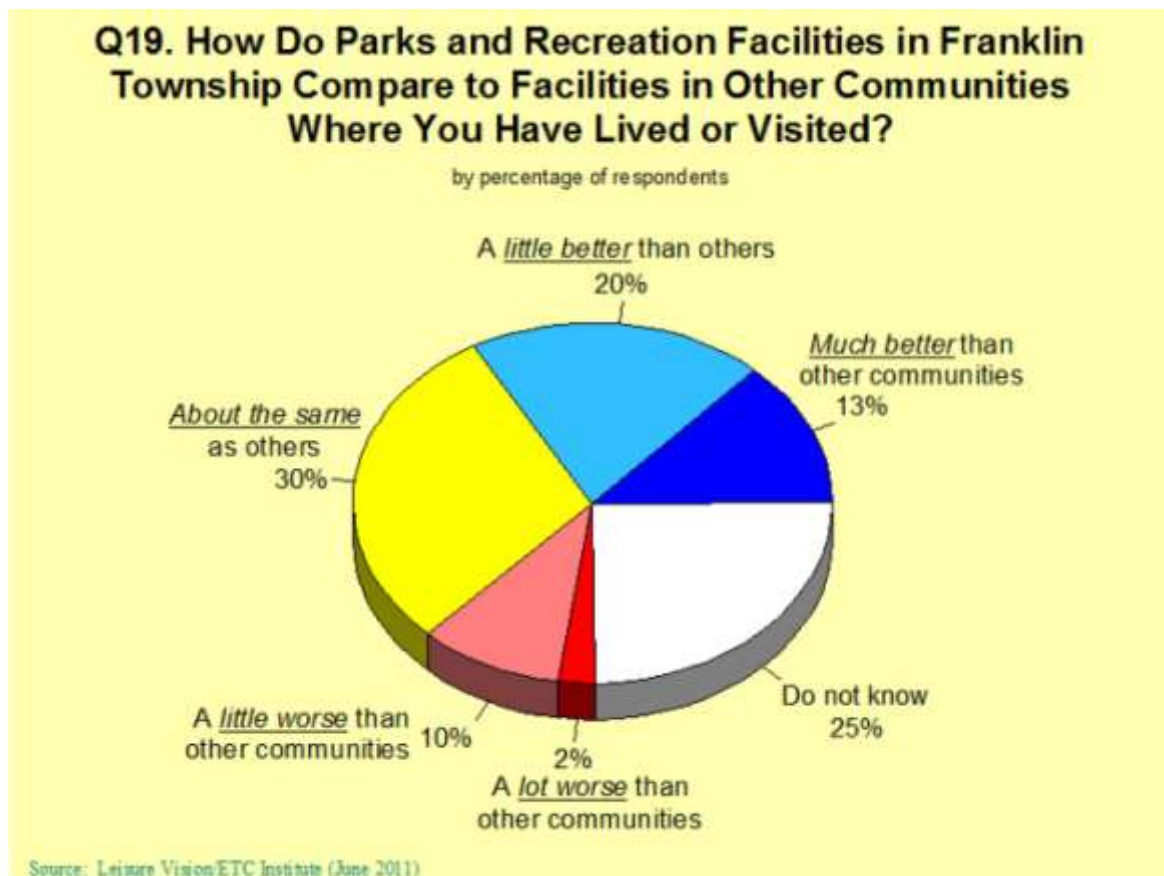 Q19. How Do Parks and Recreation Facilities in Franklin
Township Compare to Facilities in Other Communities
Where You Have Lived or Visited?
by percentage of respondents
A little better than others
20%
Much better than
other communities
13%
About the same
as others
30%
Do not know
25%
A little worse than
other communities
10%
2%
A lot worse than
other communities
Source: Leisure Vision/ETC Institute (June 2011)